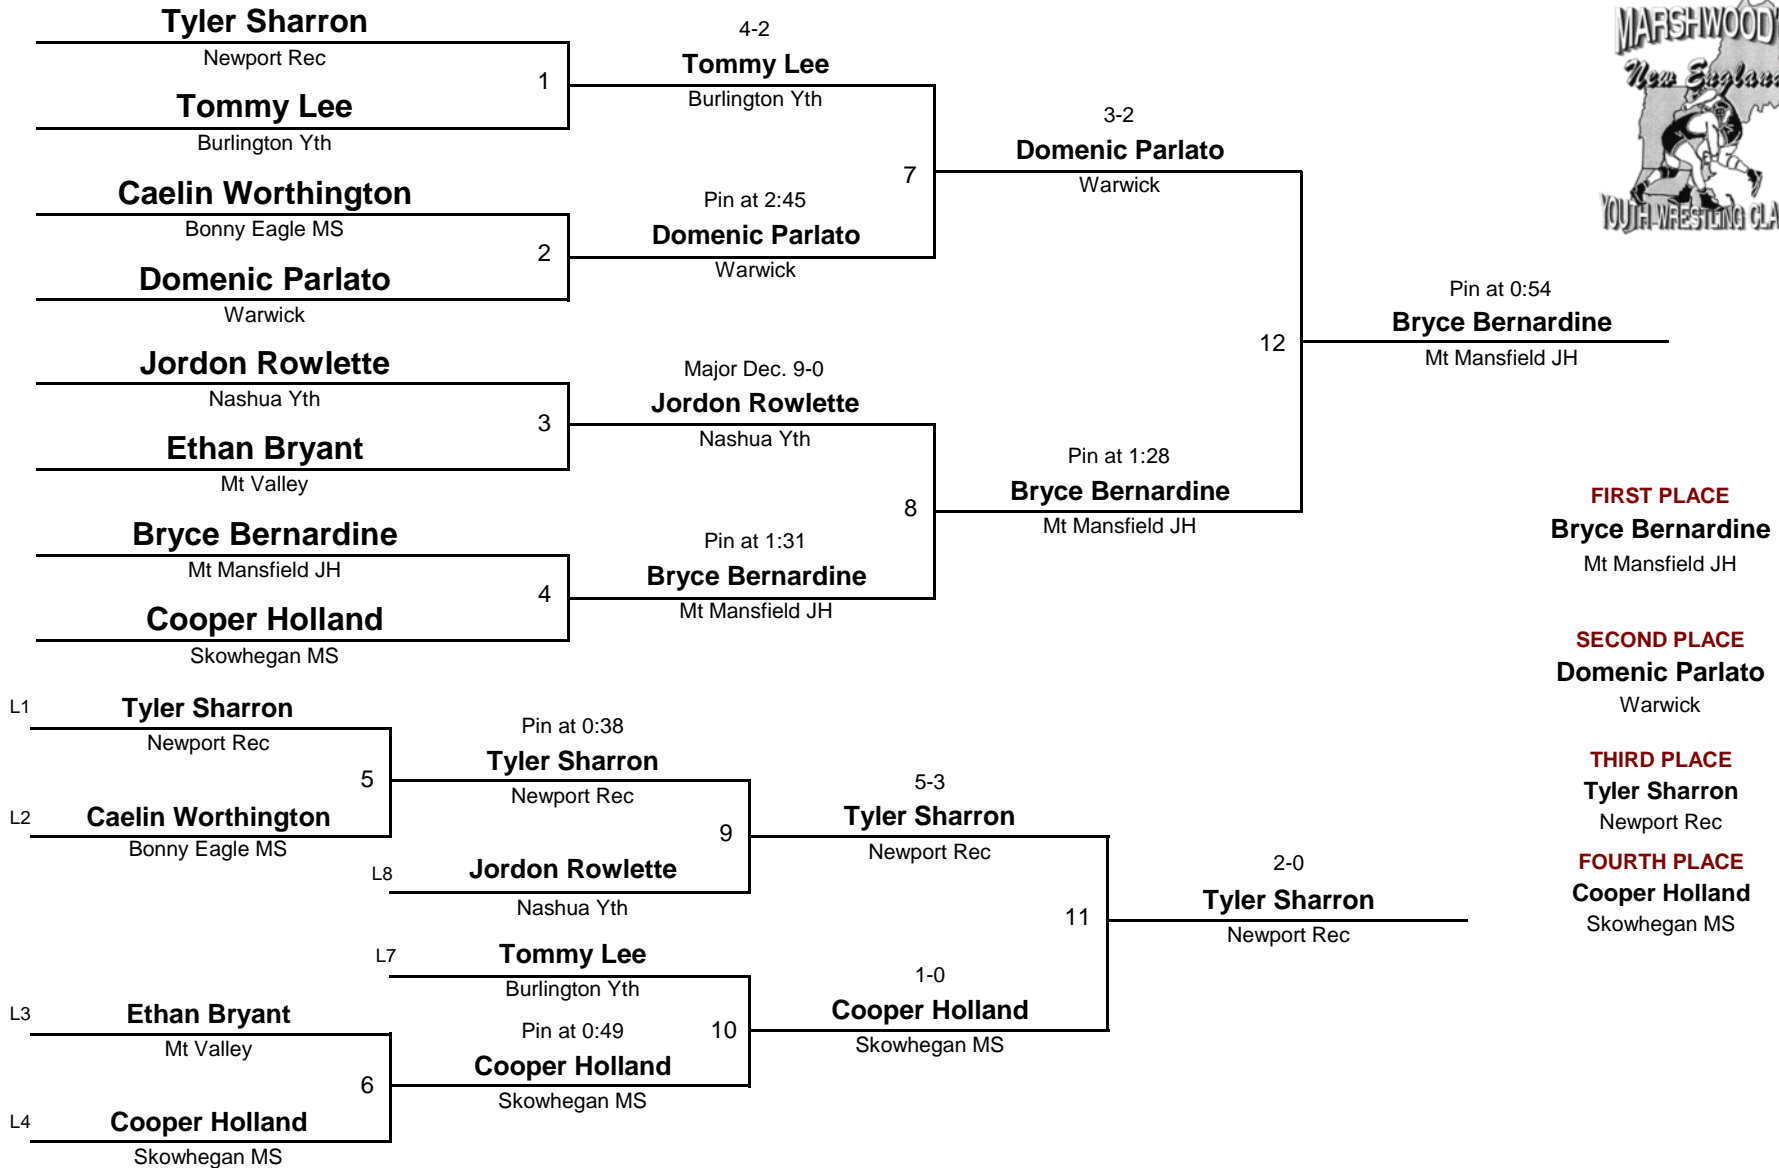 MARSHWOOD'
New England
YOUTH WRESTLING CLA
Tyler Sharron
Newport Rec
1
Tommy Lee
Burlington Yth
4-2
Tommy Lee
Burlington Yth
Caelin Worthington
Bonny Eagle MS
2
Domenic Parlato
Warwick
Pin at 2:45
Domenic Parlato
Warwick
7
3-2
Domenic Parlato
Warwick
Jordon Rowlette
Nashua Yth
3
Ethan Bryant
Mt Valley
Major Dec. 9-0
Jordon Rowlette
Nashua Yth
Bryce Bernardine
Mt Mansfield JH
4
Cooper Holland
Skowhegan MS
Pin at 1:31
Bryce Bernardine
Mt Mansfield JH
8
Pin at 1:28
Bryce Bernardine
Mt Mansfield JH
12
Pin at 0:54
Bryce Bernardine
Mt Mansfield JH
FIRST PLACE
Bryce Bernardine
Mt Mansfield JH
SECOND PLACE
Domenic Parlato
Warwick
THIRD PLACE
Tyler Sharron
Newport Rec
FOURTH PLACE
Cooper Holland
Skowhegan MS
L1
Tyler Sharron
Newport Rec
5
L2
Caelin Worthington
Bonny Eagle MS
Pin at 0:38
Tyler Sharron
Newport Rec
9
L8
Jordon Rowlette
Nashua Yth
5-3
Tyler Sharron
Newport Rec
L7
Tommy Lee
Burlington Yth
10
L3
Ethan Bryant
Mt Valley
6
L4
Cooper Holland
Skowhegan MS
Pin at 0:49
Cooper Holland
Skowhegan MS
1-0
Cooper Holland
Skowhegan MS
11
2-0
Tyler Sharron
Newport Rec